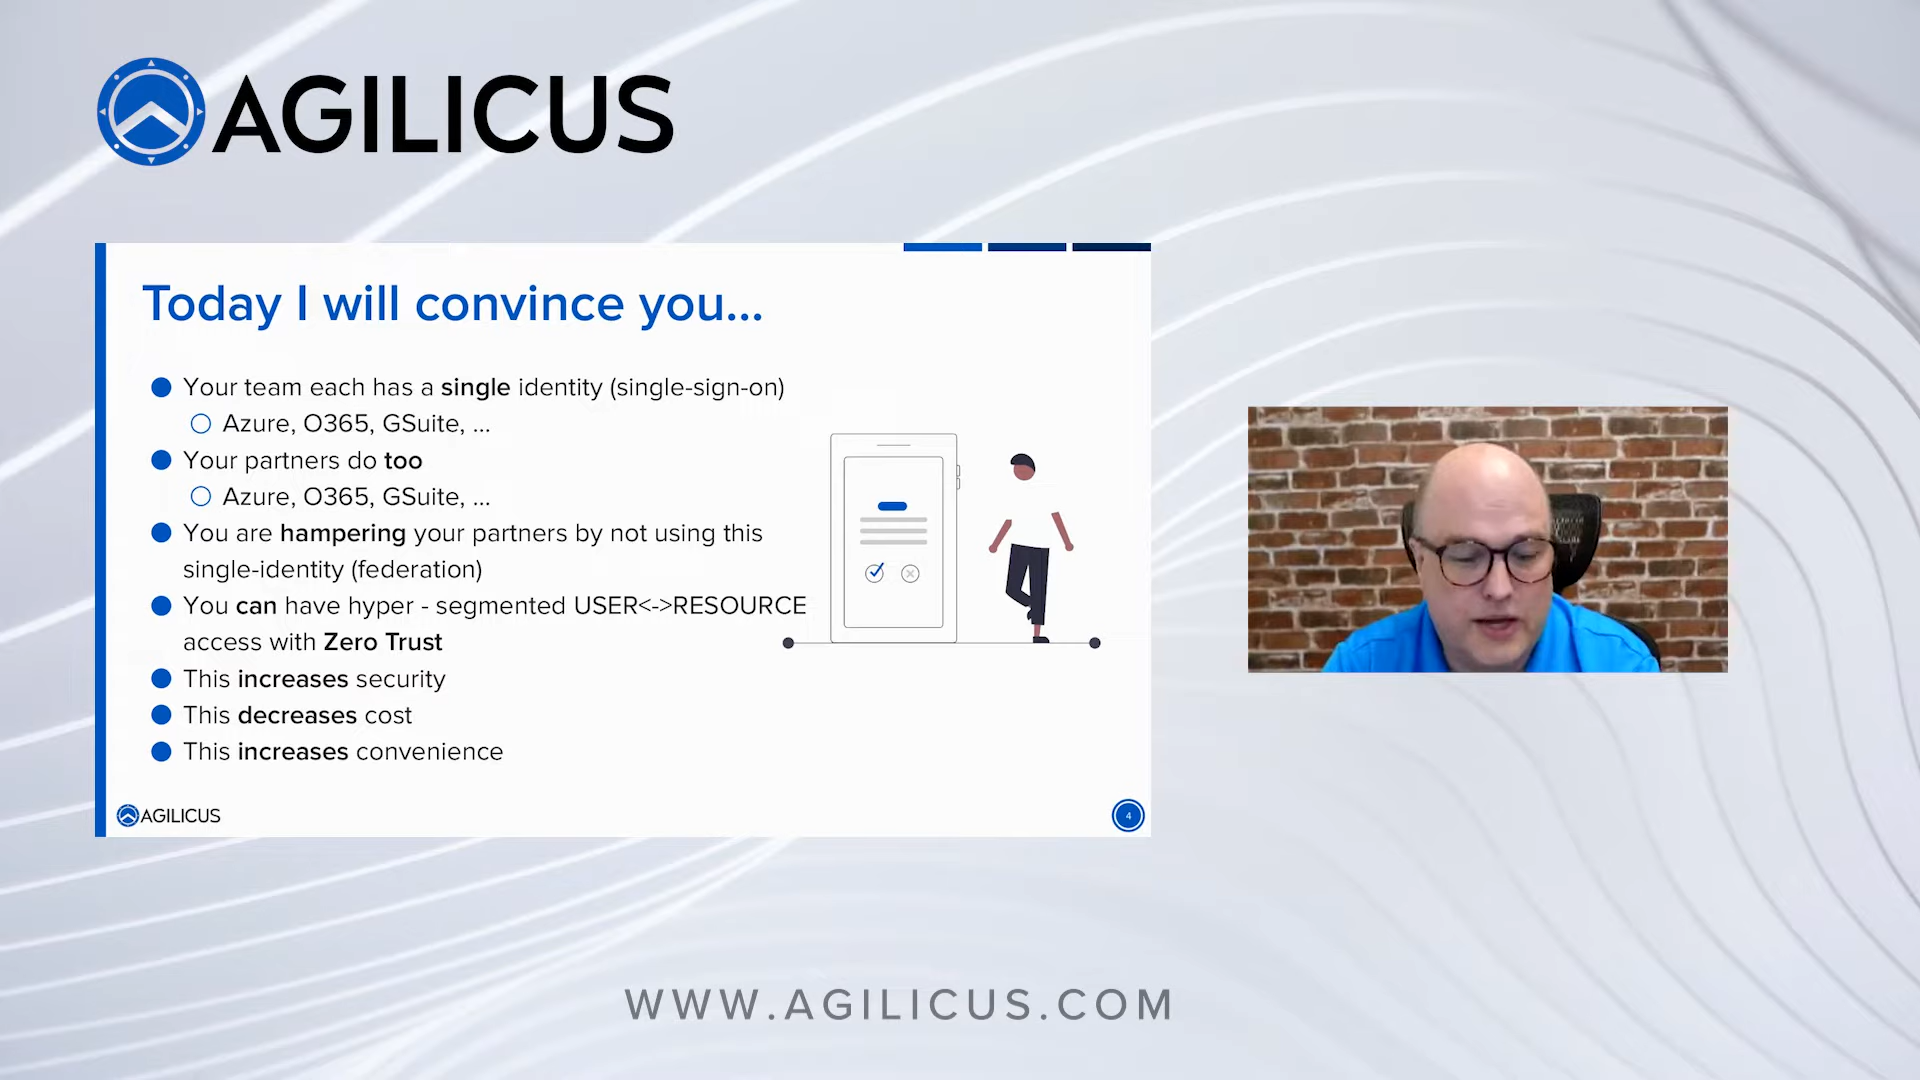 AGILICUS
Today I will convince you...
Your team each has a single identity (single-sign-on)
Azure, O365, GSuite, ...
Your partners do too
Azure, O365, GSuite, ...
You are hampering your partners by not using this
single-identity (federation)
You can have hyper - segmented USER<->RESOURCE
access with Zero Trust
This increases security
This decreases cost
This increases convenience
AGILICUS
4
WWW.AGILICUS.COM